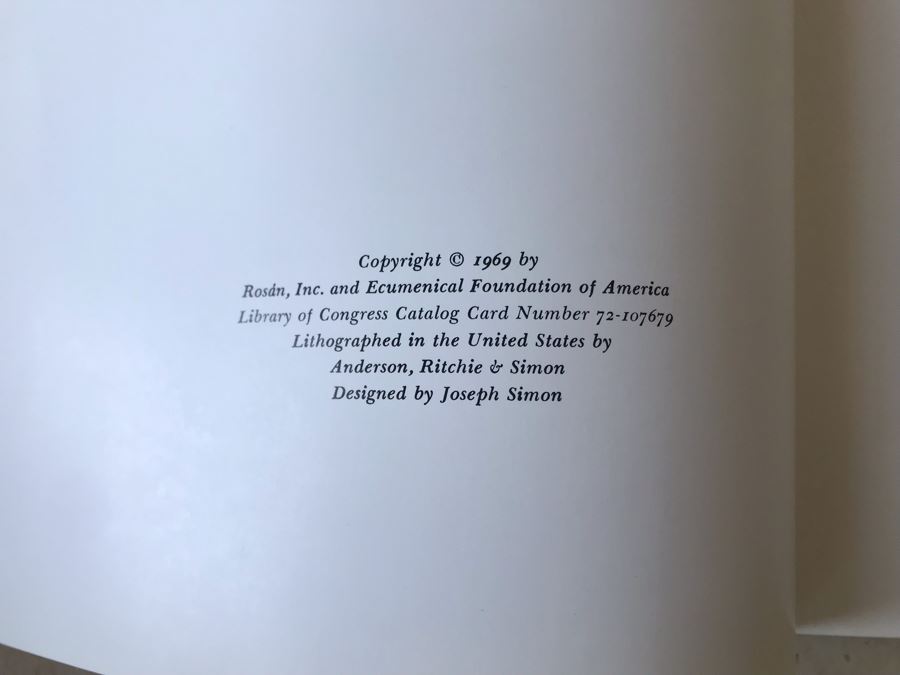 Copyright © 1969 by
Rosán, Inc. and Ecumenical Foundation of America
Library of Congress Catalog Card Number 72-107679
Lithographed in the United States by
Anderson, Ritchie & Simon
Designed by Joseph Simon